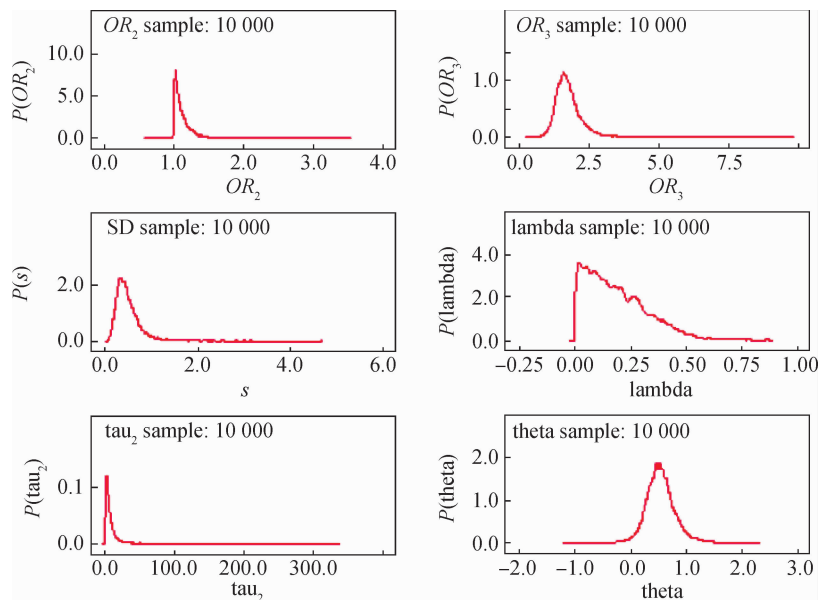 OR₂ sample: 10 000
P(OR₂)
10.0
5.0
0.0
0.0 1.0 2.0 3.0 4.0
OR₂
OR₃ sample: 10 000
P(OR₃)
1.0
0.0
0.0 2.5 5.0 7.5
OR₃
SD sample: 10 000
P(s)
2.0
0.0
0.0 2.0 4.0 6.0
s
lambda sample: 10 000
P(lambda)
4.0
2.0
0.0
−0.25 0.00 0.25 0.50 0.75 1.00
lambda
tau₂ sample: 10 000
P(tau₂)
0.1
0.0
0.0 100.0 200.0 300.0
tau₂
theta sample: 10 000
P(theta)
2.0
1.0
0.0
−2.0 −1.0 0.0 1.0 2.0 3.0
theta